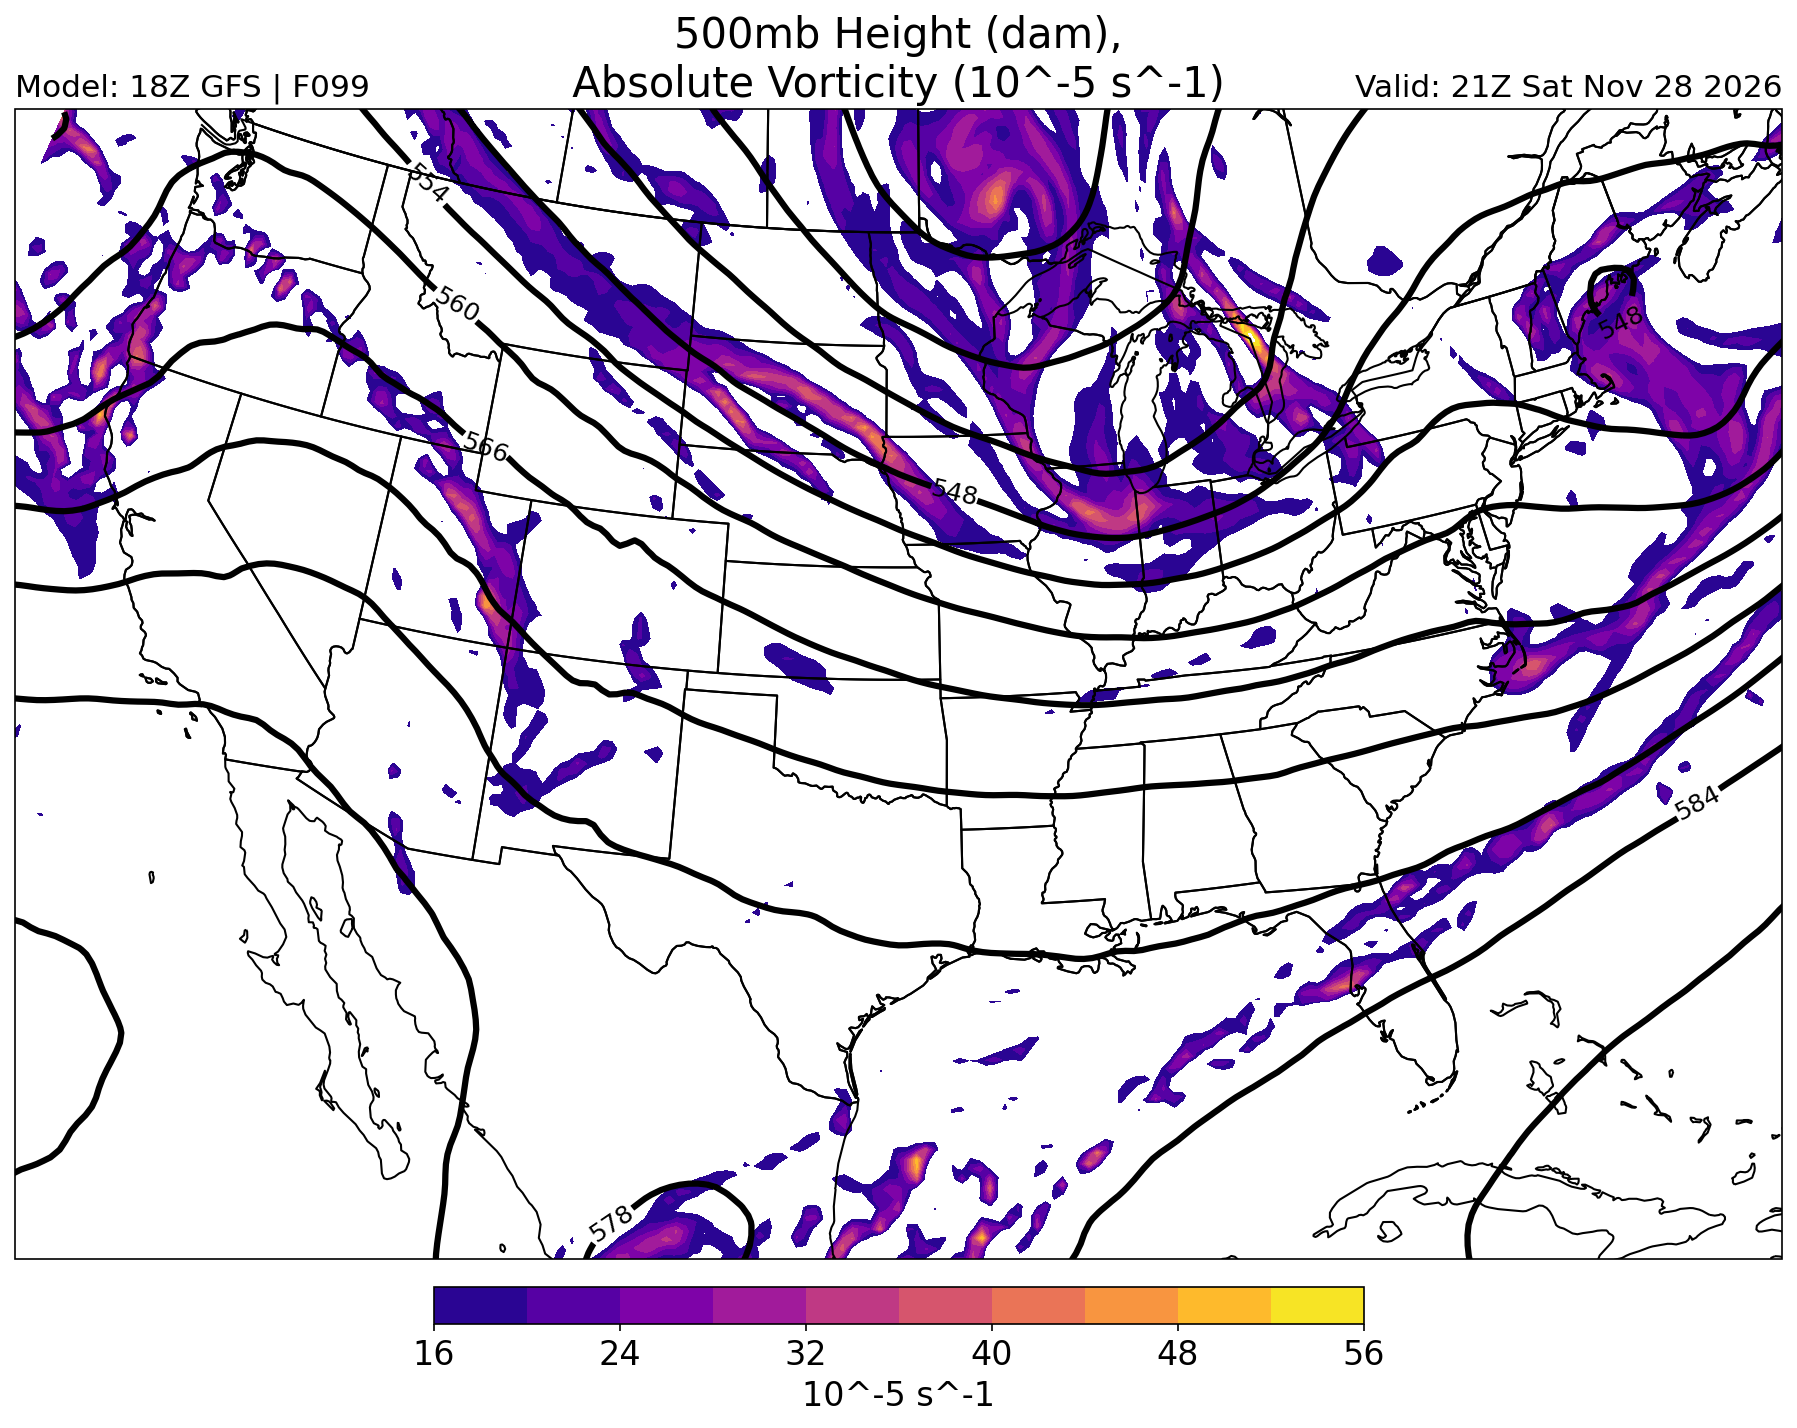 500mb Height (dam),
Model: 18Z GFS | F099
Absolute Vorticity (10^-5 s^-1)
Valid: 21Z Sat Nov 28 2026
554
560
566
548
548
584
578
16 24 32 40 48 56
10^-5 s^-1